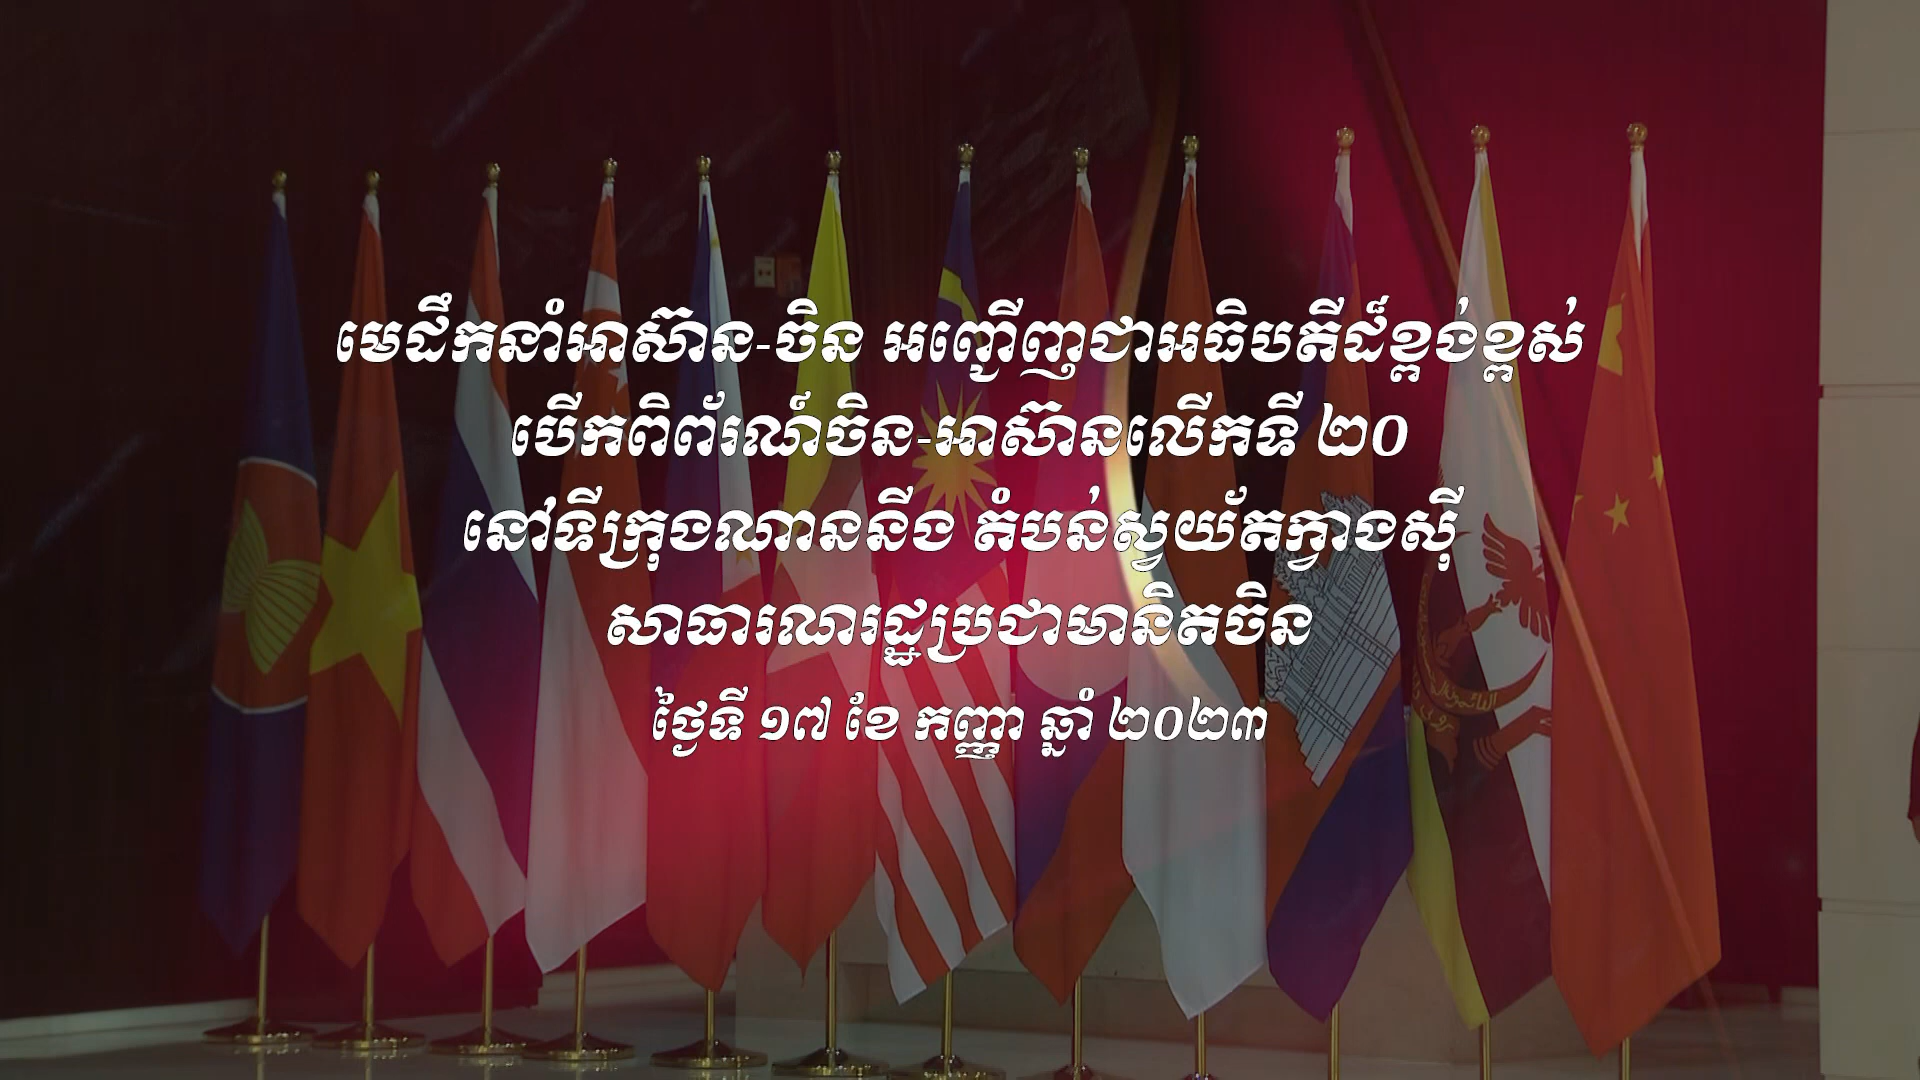 មេដឹកនាំអាស៊ាន-ចិន អញ្ជើញជាអធិបតីដ៏ខ្ពង់ខ្ពស់
បើកពិព័រណ៍ចិន-អាស៊ានលើកទី ២០
នៅទីក្រុងណាននីង តំបន់ស្វយ័តក្វាងស៊ី
សាធារណរដ្ឋប្រជាមានិតចិន
ថ្ងៃទី ១៧ ខែ កញ្ញា ឆ្នាំ ២០២៣